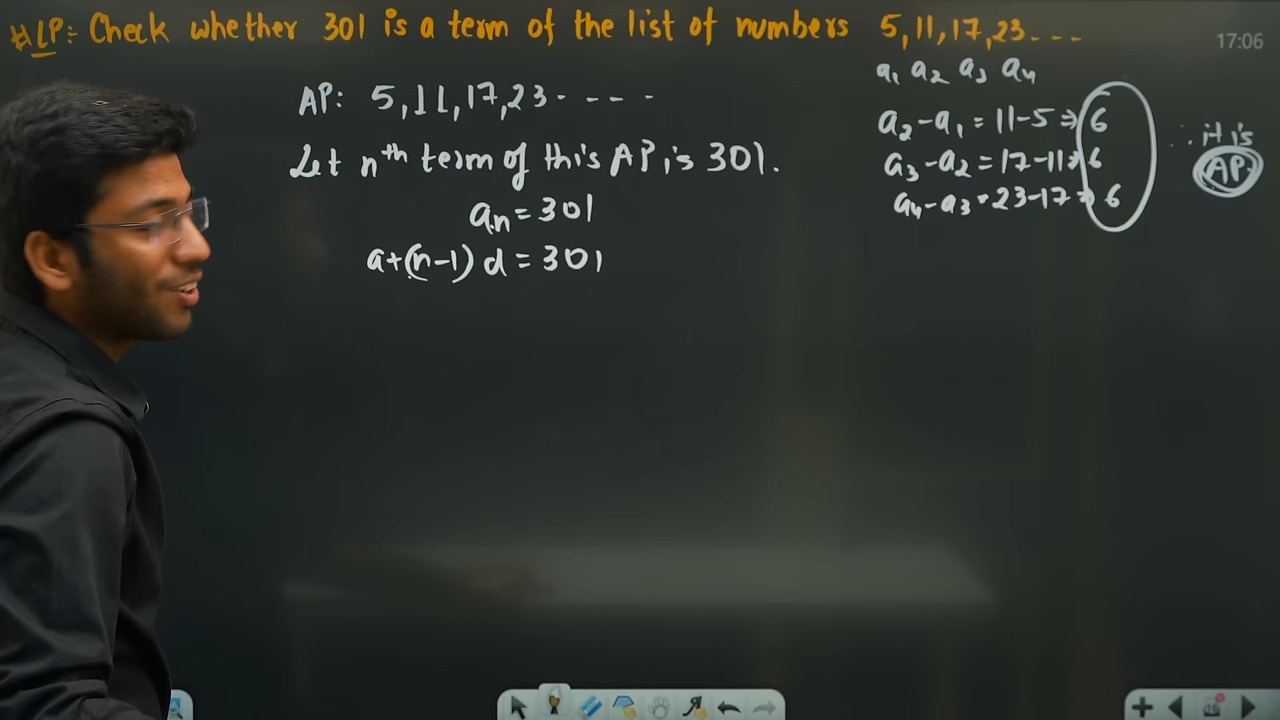 #LP:- Check whether 301 is a term of the list of numbers 5,11,17,23---
17:06
a₁ a₂ a₃ a₄
AP: 5,11,17,23-----
Let nᵗʰ term of this AP is 301.
aₙ = 301
a+(n-1) d = 301
a₂-a₁ = 11-5 ⇒ 6
a₃-a₂ = 17-11 ⇒ 6
a₄-a₃ = 23-17 ⇒ 6
∴ it is
AP.